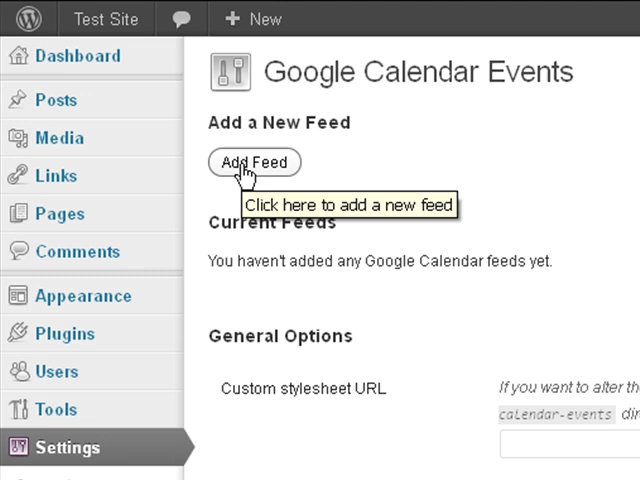 Test Site
New
Dashboard
Posts
Media
Links
Pages
Comments
Appearance
Plugins
Users
Tools
Settings
Google Calendar Events
Add a New Feed
Add Feed
Click here to add a new feed
Current Feeds
You haven't added any Google Calendar feeds yet.
General Options
Custom stylesheet URL
If you want to alter the
calendar-events